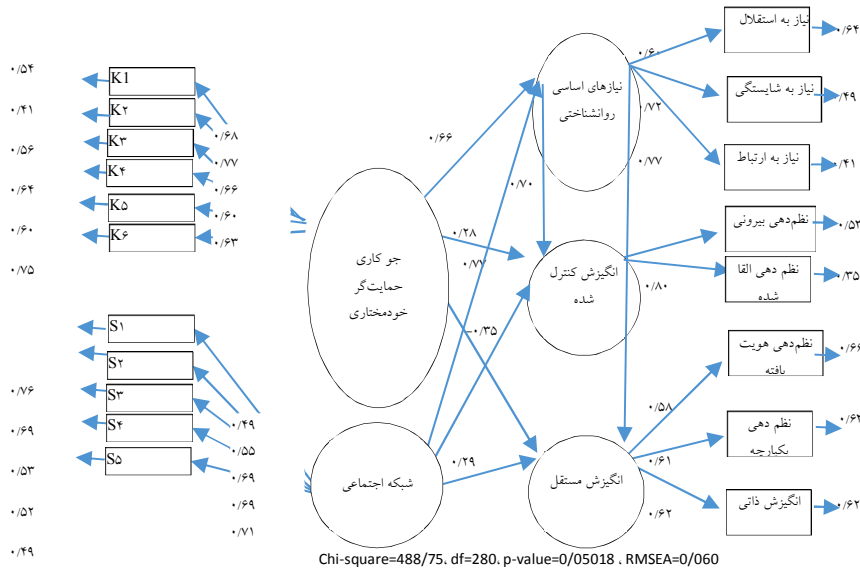 نیاز به استقلال
۰/۶۴
۰/۶۰
نیازهای اساسی
روانشناختی
۰/۵۴
K1
۰/۴۱
K۲
نیاز به شایستگی
۰/۴۹
۰/۷۲
۰/۶۸
۰/۶۶
۰/۵۶
K۳
۰/۷۷
نیاز به ارتباط
۰/۴۱
۰/۷۷
۰/۶۴
K۴
۰/۶۶
۰/۷۰
۰/۶۰
K۵
۰/۶۰
نظم‌دهی بیرونی
۰/۵۲
K۶
۰/۶۳
۰/۲۸
۰/۷۵
جو کاری
حمایت‌گر
خودمختاری
۰/۷۷
انگیزش کنترل
شده
۰/۸۰
نظم دهی القا
شده
۰/۳۵
S۱
-۰/۳۵
نظم‌دهی هویت
یافته
۰/۶۶
S۲
۰/۷۶
S۳
۰/۴۹
۰/۵۸
۰/۶۹
S۴
۰/۵۵
نظم دهی
یکپارچه
۰/۶۲
۰/۵۳
S۵
۰/۶۹
۰/۲۹
۰/۶۱
شبکه اجتماعی
انگیزش مستقل
۰/۵۲
۰/۶۹
۰/۶۲
انگیزش ذاتی
۰/۶۲
۰/۷۱
۰/۴۹
Chi-square=488/75، df=280، p-value=0/05018 ، RMSEA=0/060